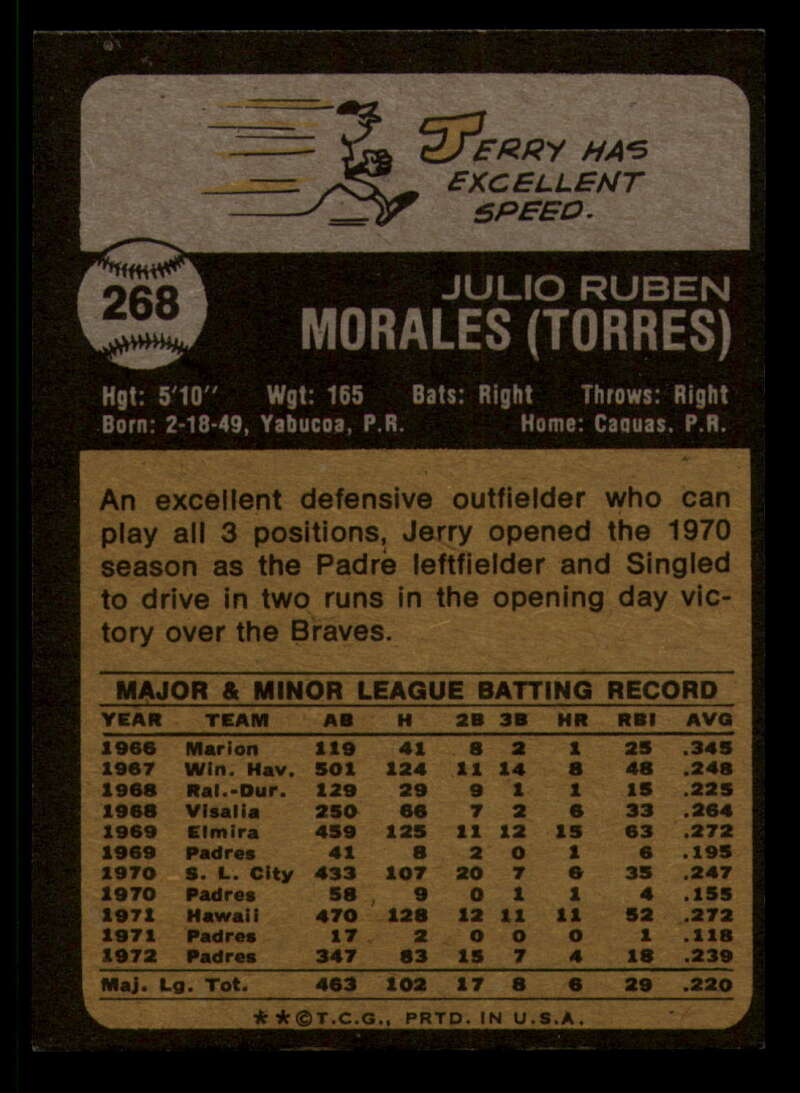 JERRY HAS
EXCELLENT
SPEED.
268
JULIO RUBEN
MORALES (TORRES)
Hgt: 5'10" Wgt: 165 Bats: Right Throws: Right
Born: 2-18-49, Yabucoa, P.R. Home: Caquas. P.R.
An excellent defensive outfielder who can
play all 3 positions, Jerry opened the 1970
season as the Padre leftfielder and Singled
to drive in two runs in the opening day vic-
tory over the Braves.
MAJOR & MINOR LEAGUE BATTING RECORD
YEAR TEAM AB H 2B 3B HR RBI AVG
1966 Marion 119 41 8 2 1 25 .345
1967 Win. Hav. 501 124 11 14 8 48 .248
1968 Ral.-Dur. 129 29 9 1 1 15 .225
1968 Visalia 250 66 7 2 6 33 .264
1969 Elmira 459 125 11 12 15 63 .272
1969 Padres 41 8 2 0 1 6 .195
1970 S. L. City 433 107 20 7 6 35 .247
1970 Padres 58 9 0 1 1 4 .155
1971 Hawaii 470 128 12 11 11 52 .272
1971 Padres 17 2 0 0 0 1 .118
1972 Padres 347 83 15 7 4 18 .239
Maj. Lg. Tot. 463 102 17 8 6 29 .220
**©T.C.G., PRTD. IN U.S.A.